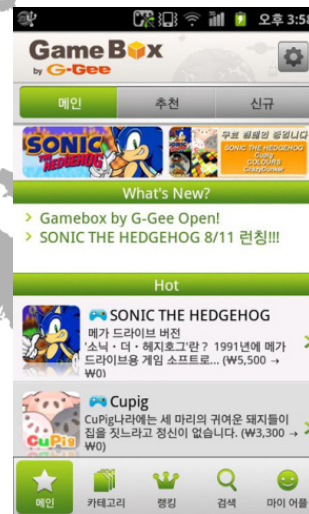 오후 3:58
Game Box
by G-Gee
메인
추천
신규
SONIC
THE HEDGEHOG
SONIC THE HEDGEHOG
Cupig
COLOURS
CrazyDunker
What's New?
> Gamebox by G-Gee Open!
> SONIC THE HEDGEHOG 8/11 런칭!!!
Hot
SONIC THE HEDGEHOG
메가 드라이브 버전
'소닉・더・헤지호그'란 ? 1991년에 메가
드라이브용 게임 소프트로... (₩5,500 →
₩0)
Cupig
CuPig나라에는 세 마리의 귀여운 돼지들이
집을 짓느라고 정신이 없습니다. (₩3,300 →
₩0)
CuPig
메인
카테고리
랭킹
검색
마이 어플